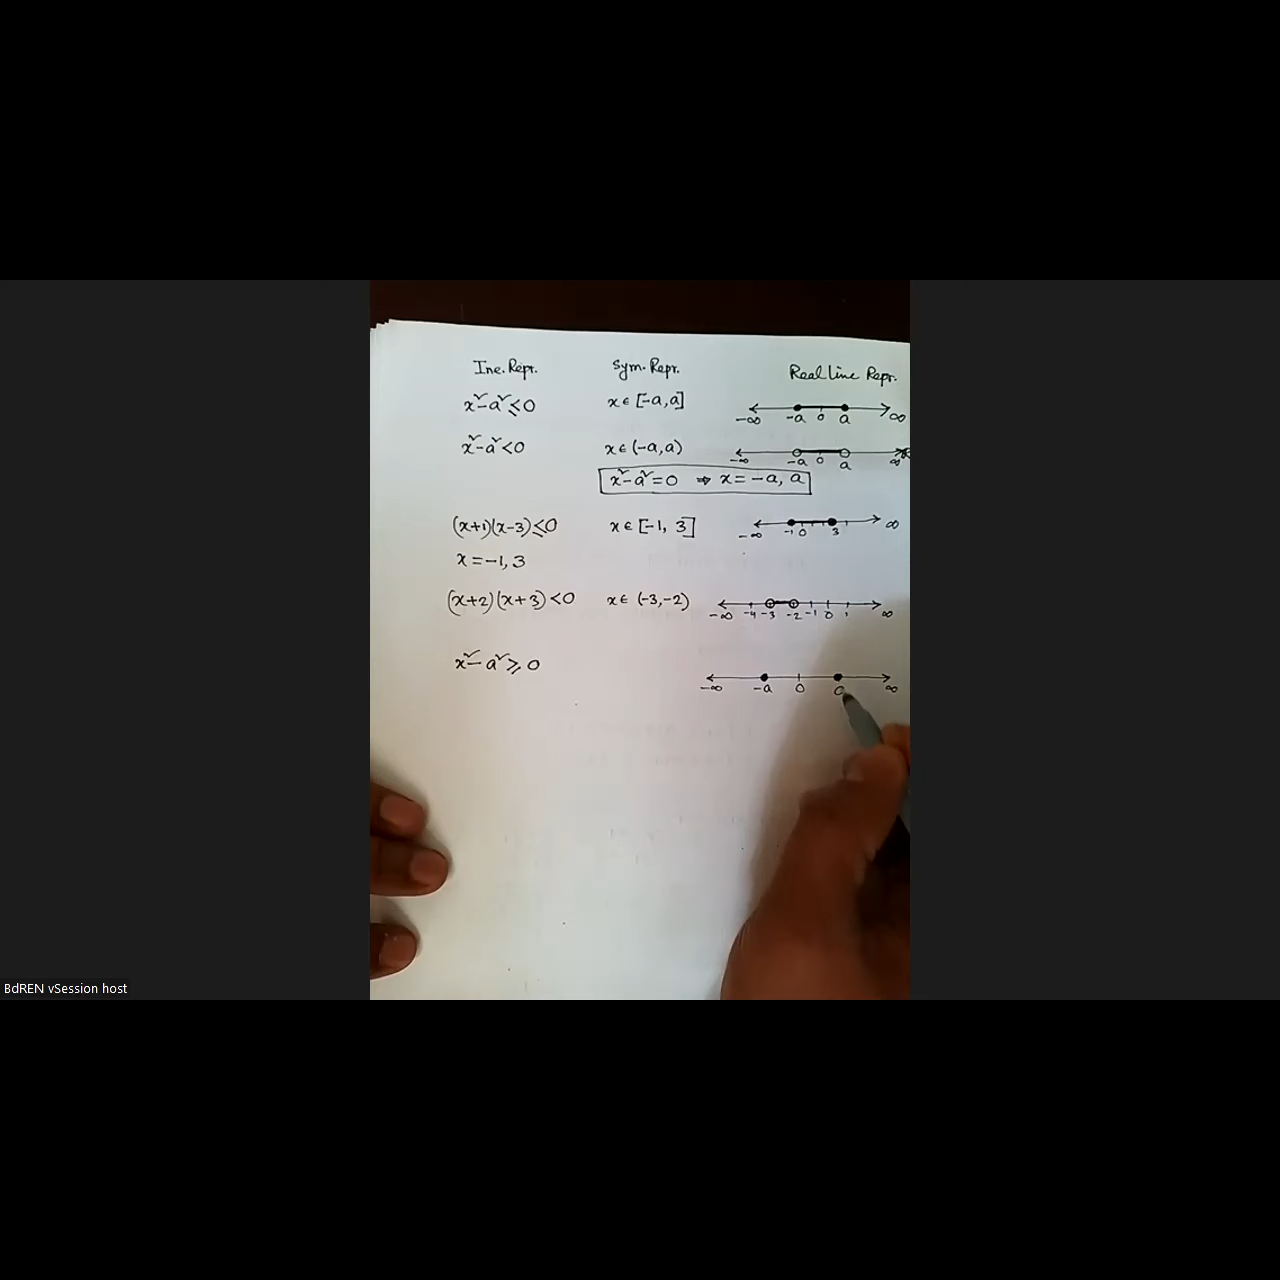 Ine. Repr. Sym. Repr. Real Line Repr.
x²-a²≤0 x∈[-a,a] -∞ -a 0 a ∞
x²-a²<0 x∈(-a,a) -∞ -a 0 a ∞
x²-a²=0 ⇒ x=-a, a
(x+1)(x-3)≤0 x∈[-1, 3] -∞ -1 0 3 ∞
x=-1,3
(x+2)(x+3)<0 x∈(-3,-2) -∞ -4 -3 -2 -1 0 1 ∞
x²-a²≥0 -∞ -a 0 ∞
BdREN vSession host